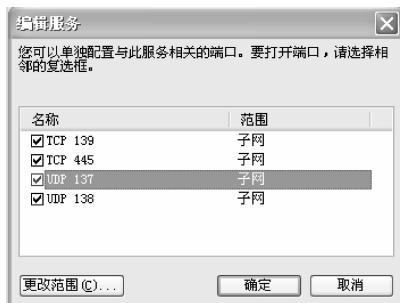 编辑服务
您可以单独配置与此服务相关的端口。要打开端口，请选择相
邻的复选框。
名称 范围
TCP 139 子网
TCP 445 子网
UDP 137 子网
UDP 138 子网
更改范围(C)... 确定 取消